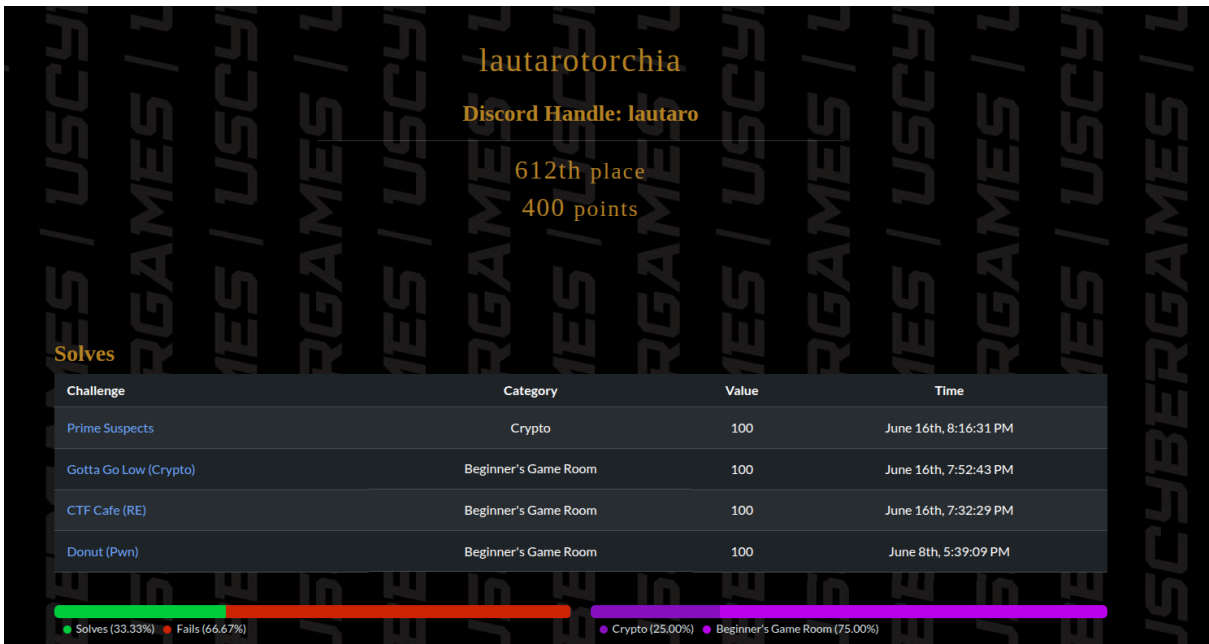 lautarotorchia
Discord Handle: lautaro
612th place
400 points
Solves
Challenge Category Value Time
Prime Suspects Crypto 100 June 16th, 8:16:31 PM
Gotta Go Low (Crypto) Beginner's Game Room 100 June 16th, 7:52:43 PM
CTF Cafe (RE) Beginner's Game Room 100 June 16th, 7:32:29 PM
Donut (Pwn) Beginner's Game Room 100 June 8th, 5:39:09 PM
Solves (33.33%) Fails (66.67%) Crypto (25.00%) Beginner's Game Room (75.00%)
USCYBERGAMES | USCYBERGAMES